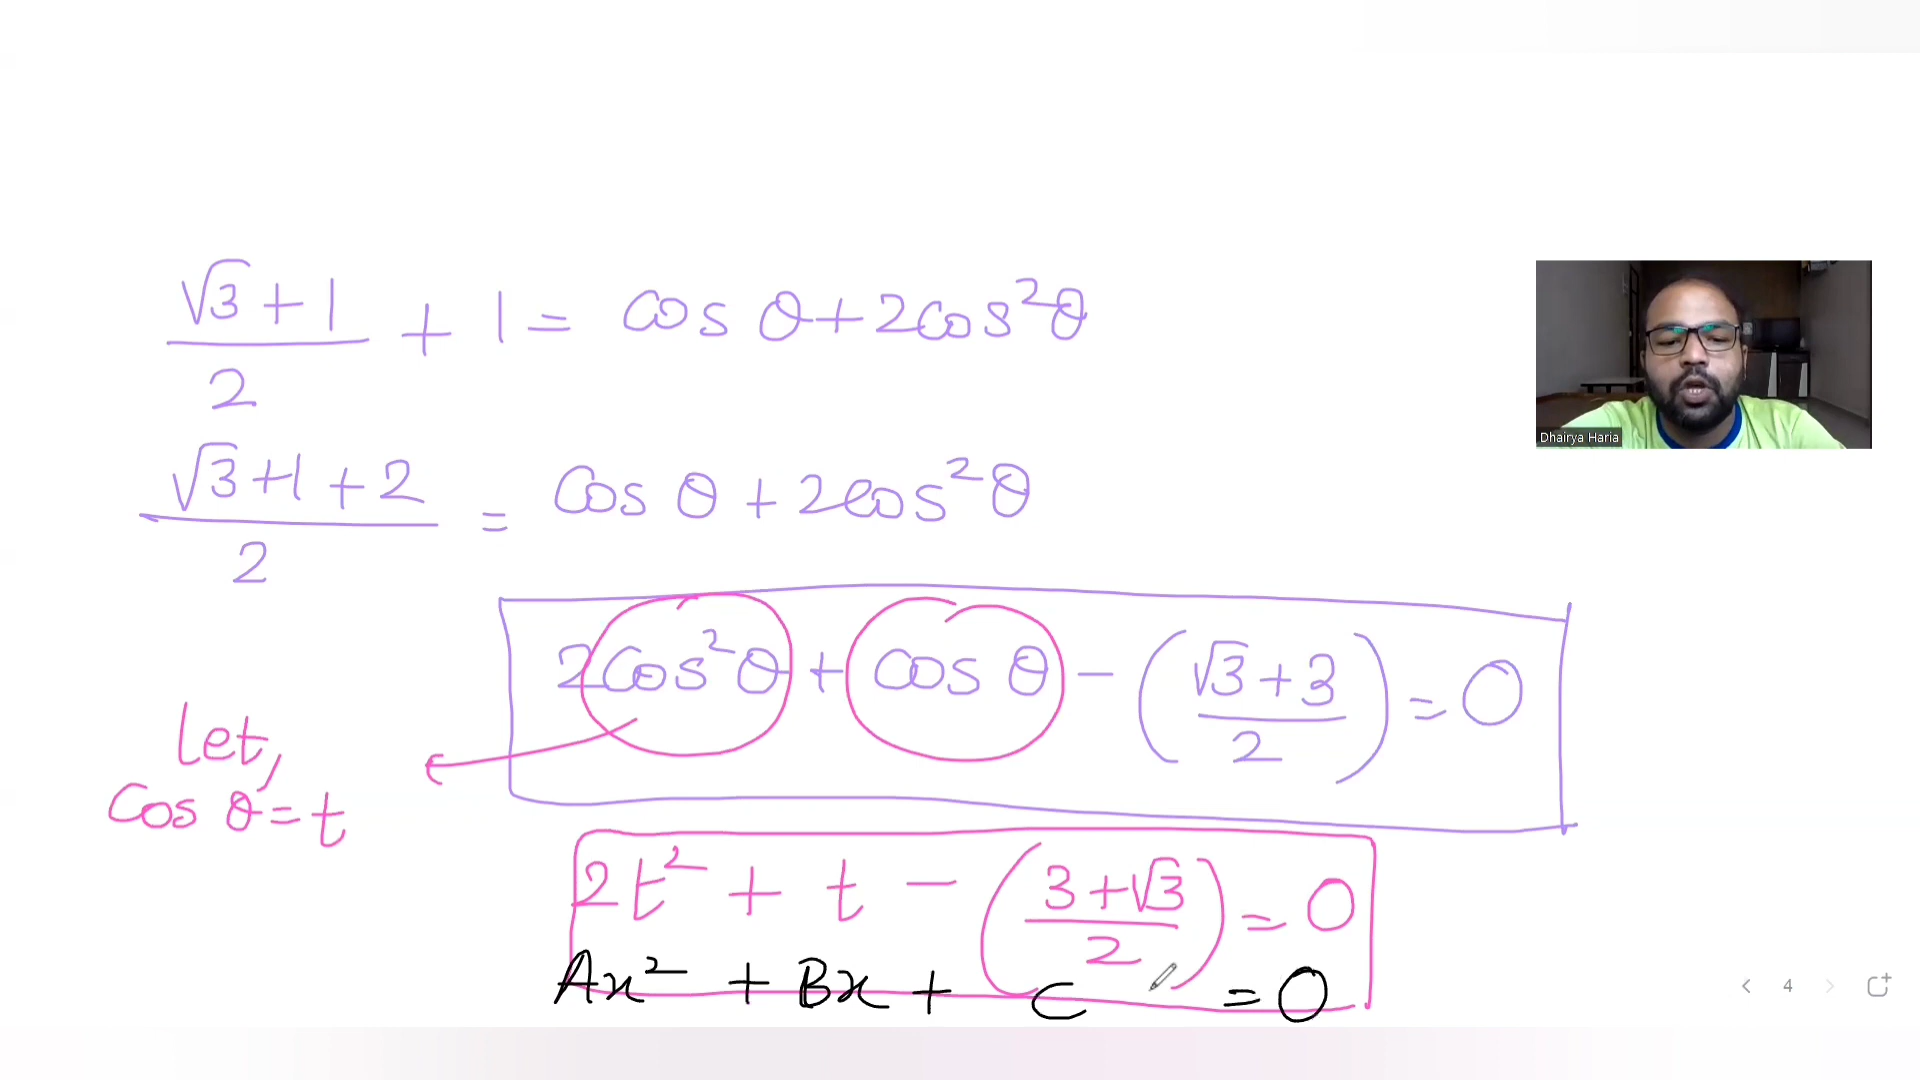 (√3 + 1)/2 + 1 = cos θ + 2cos²θ
(√3 + 1 + 2)/2 = cos θ + 2cos²θ
2cos²θ + cos θ − ((√3 + 3)/2) = 0
let,
cos θ = t
2t² + t − ((3 + √3)/2) = 0
Ax² + Bx + C = 0
Dhairya Haria
4